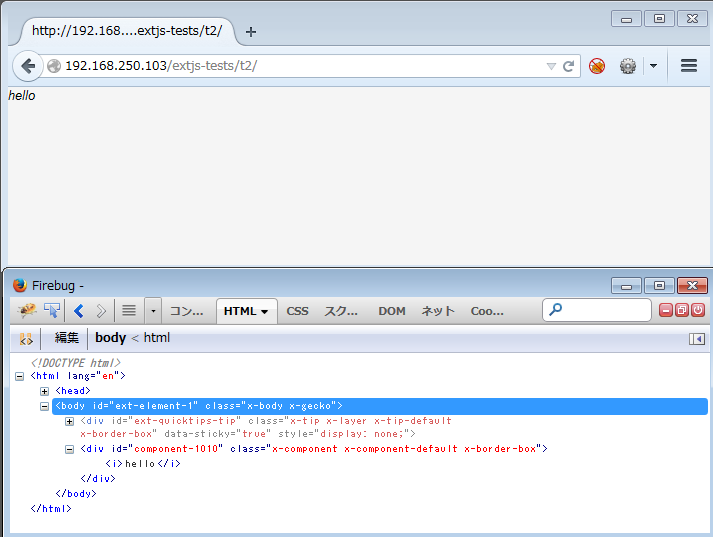 http://192.168....extjs-tests/t2/
192.168.250.103/extjs-tests/t2/
hello
Firebug -
コン... HTML CSS スク... DOM ネット Coo...
編集 body < html
<!DOCTYPE html>
<html lang="en">
<head>
<body id="ext-element-1" class="x-body x-gecko">
<div id="ext-quicktips-tip" class="x-tip x-layer x-tip-default
x-border-box" data-sticky="true" style="display: none;">
<div id="component-1010" class="x-component x-component-default x-border-box">
<i>hello</i>
</div>
</body>
</html>